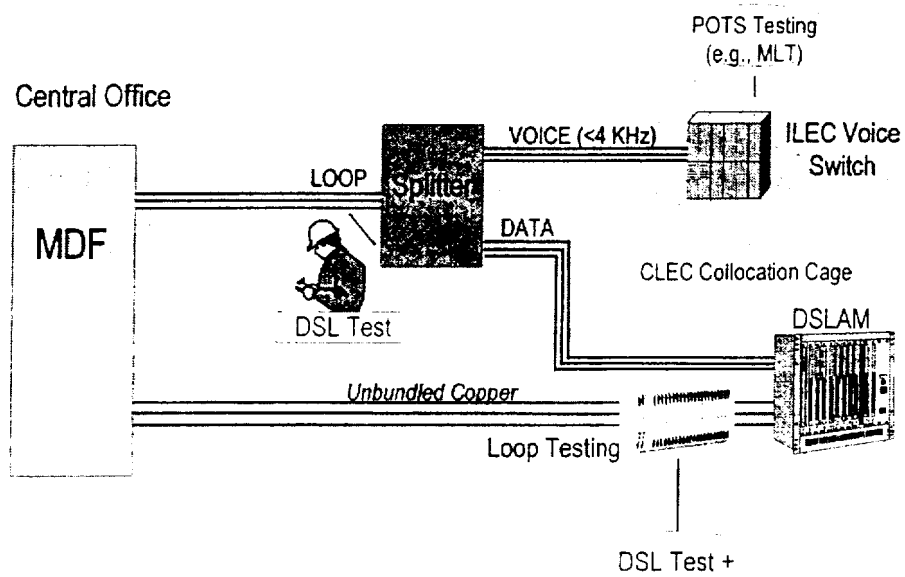 POTS Testing
(e.g., MLT)
Central Office
VOICE (<4 KHz)
ILEC Voice
Switch
LOOP
Splitter
MDF
DATA
CLEC Collocation Cage
DSL Test
DSLAM
Unbundled Copper
Loop Testing
DSL Test +